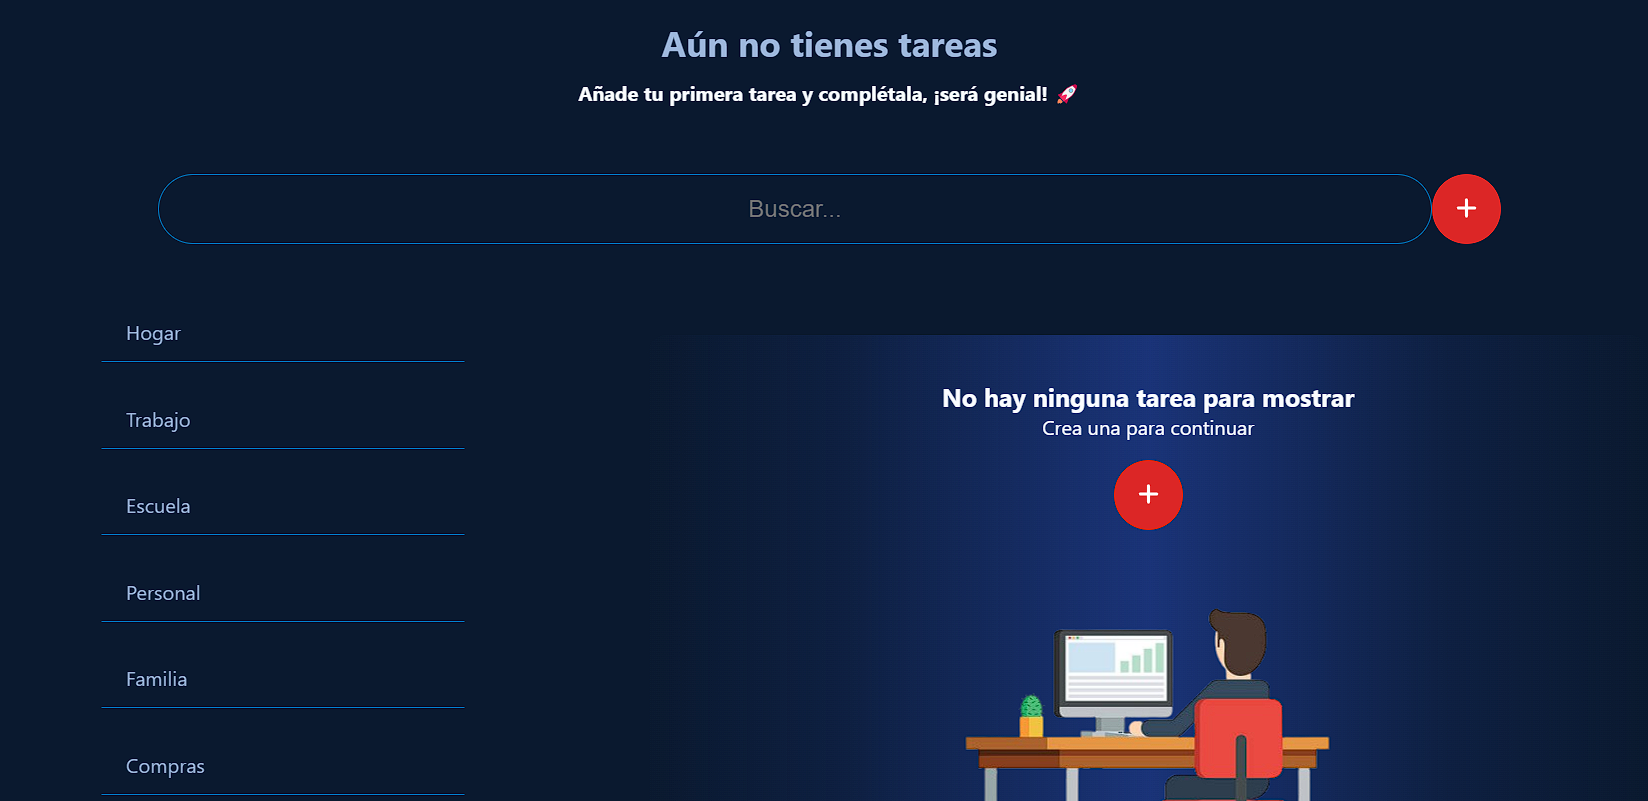 Aún no tienes tareas
Añade tu primera tarea y complétala, ¡será genial! 🚀
Buscar...
Hogar
Trabajo
Escuela
Personal
Familia
Compras
No hay ninguna tarea para mostrar
Crea una para continuar